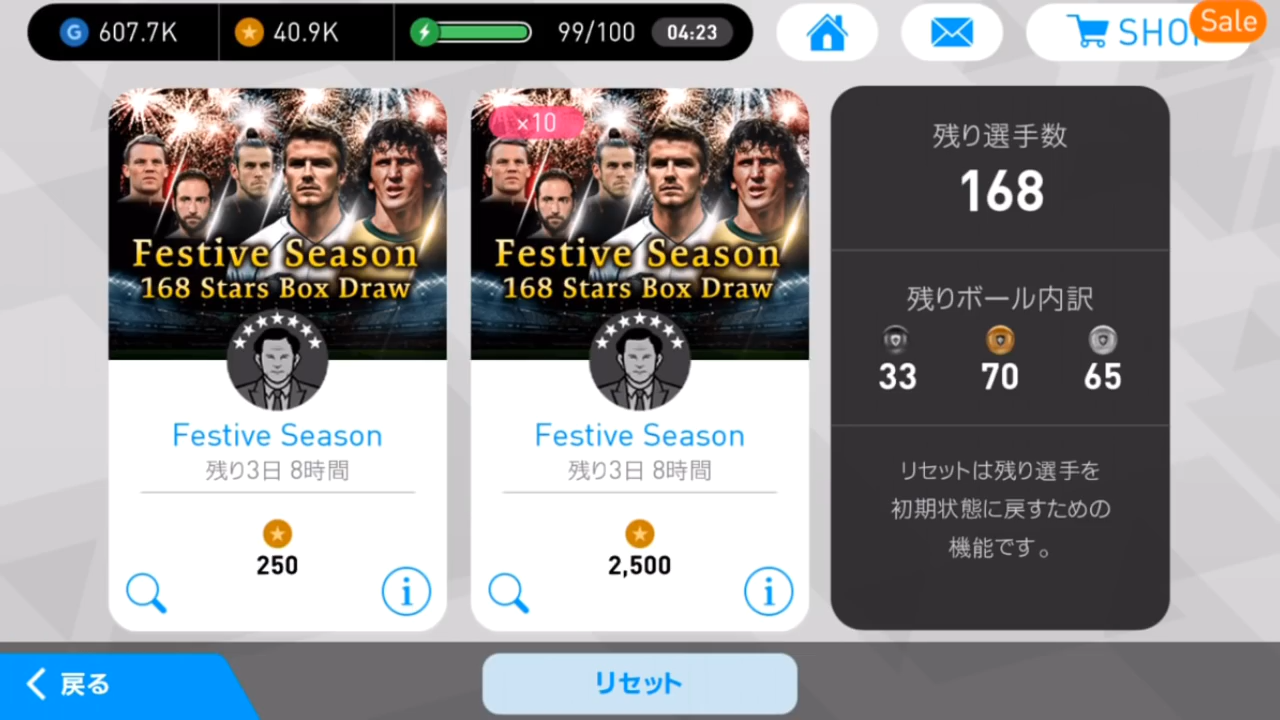 G 607.7K 40.9K 99/100 04:23 SHOP Sale
Festive Season
168 Stars Box Draw
Festive Season
残り3日 8時間
250
i
×10
Festive Season
168 Stars Box Draw
Festive Season
残り3日 8時間
2,500
i
残り選手数
168
残りボール内訳
33 70 65
リセットは残り選手を
初期状態に戻すための
機能です。
戻る
リセット